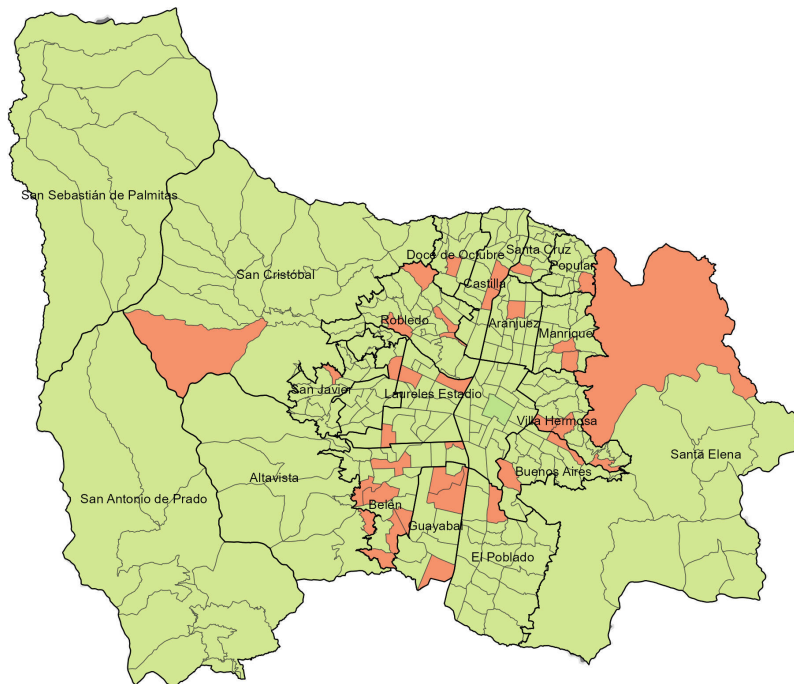 San Sebastián de Palmitas
San Cristóbal
Doce de Octubre
Santa Cruz
Popular
Castilla
Robledo
Aranjuez
Manrique
San Javier
Laureles Estadio
Villa Hermosa
Santa Elena
Buenos Aires
San Antonio de Prado
Altavista
Belén
Guayabal
El Poblado